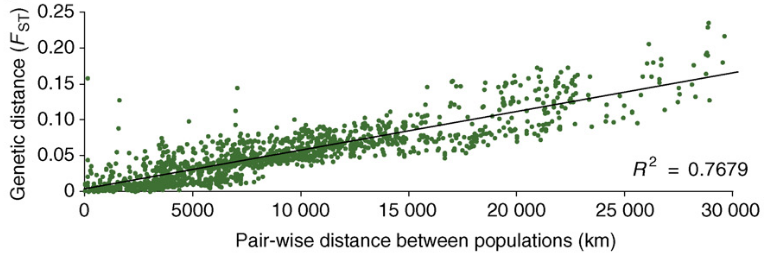 Genetic distance (FST)
0.25
0.20
0.15
0.10
0.05
0
R2 = 0.7679
0 5000 10 000 15 000 20 000 25 000 30 000
Pair-wise distance between populations (km)